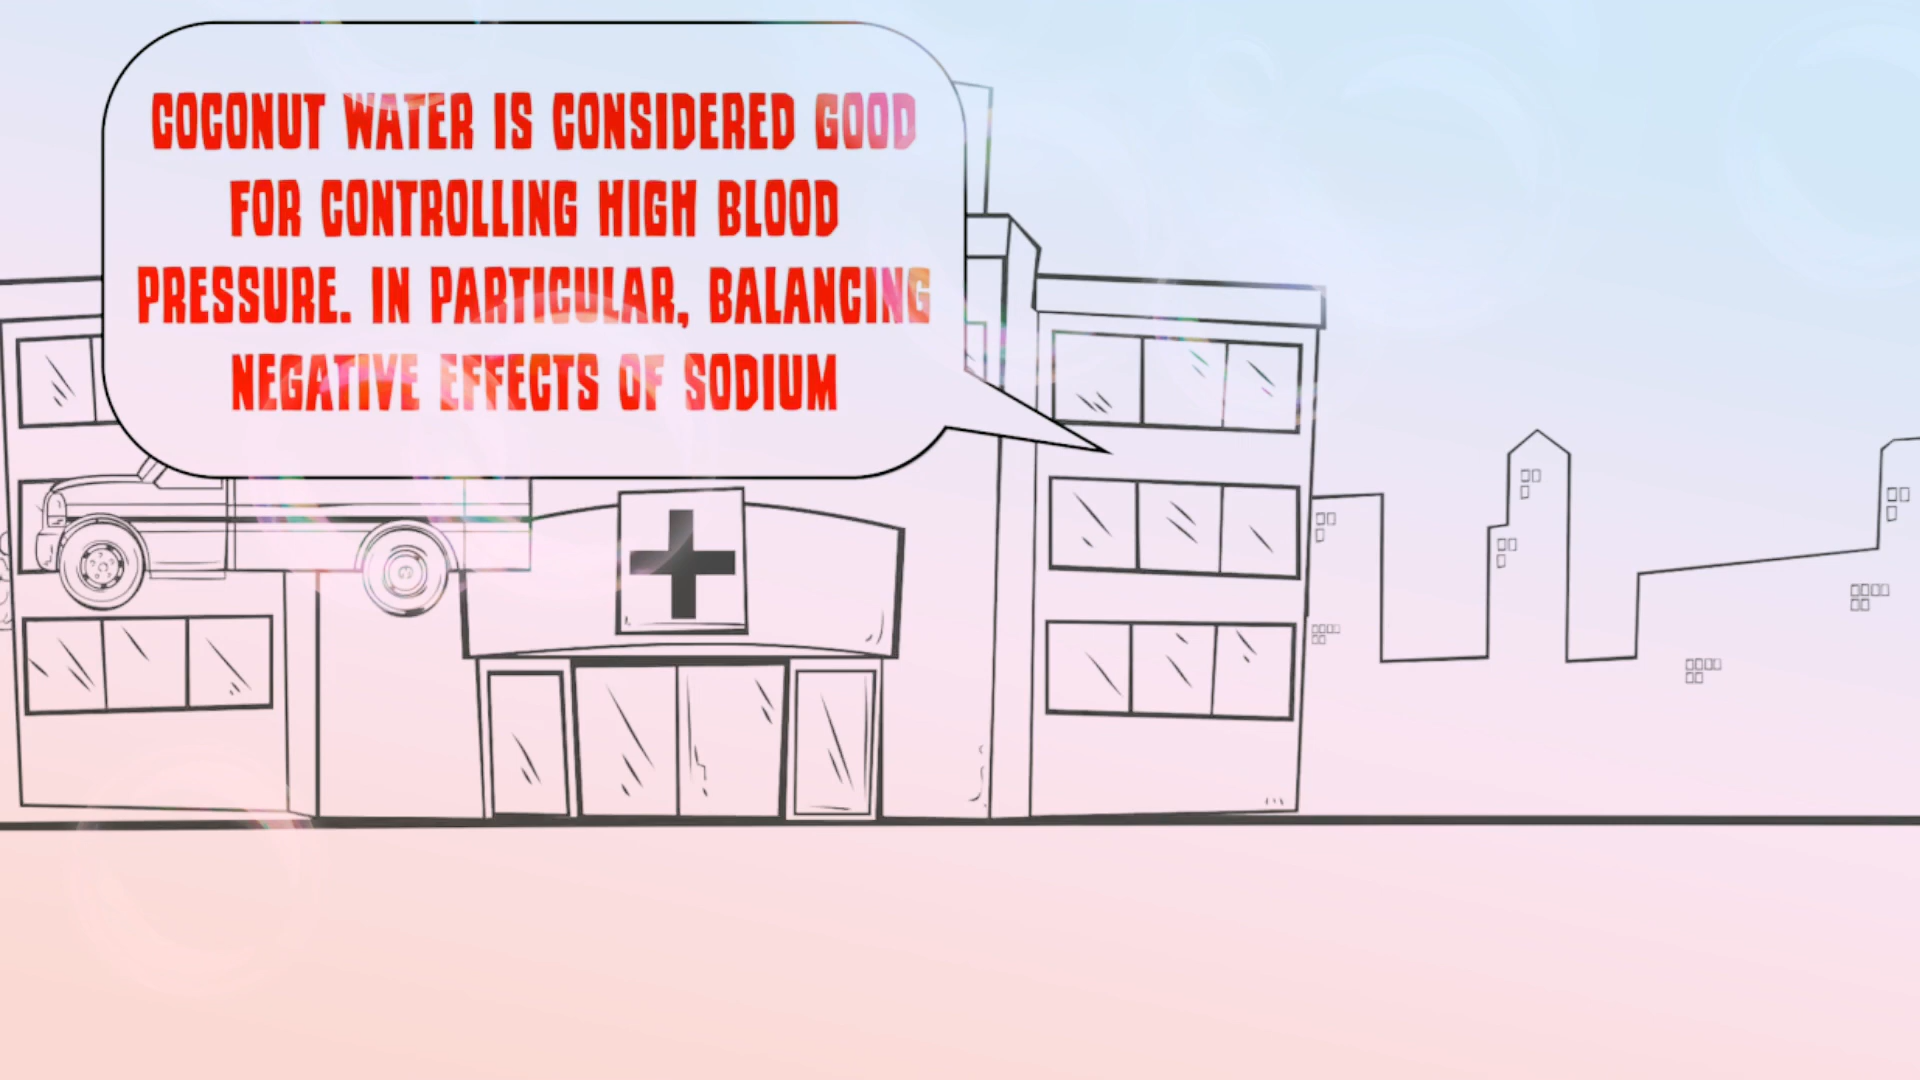 COCONUT WATER IS CONSIDERED GOOD
FOR CONTROLLING HIGH BLOOD
PRESSURE. IN PARTICULAR, BALANCING
NEGATIVE EFFECTS OF SODIUM